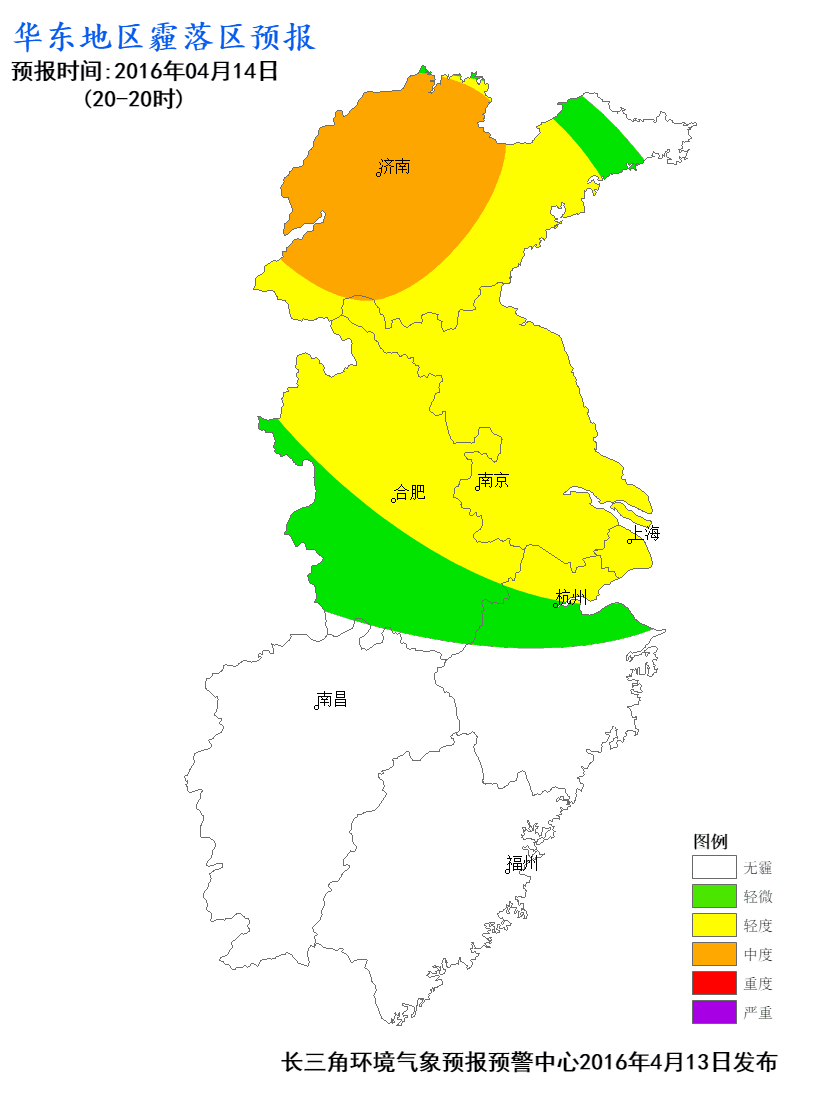 华东地区霾落区预报
预报时间:2016年04月14日
(20-20时)
济南
合肥
南京
上海
杭州
南昌
福州
图例
无霾
轻微
轻度
中度
重度
严重
长三角环境气象预报预警中心2016年4月13日发布